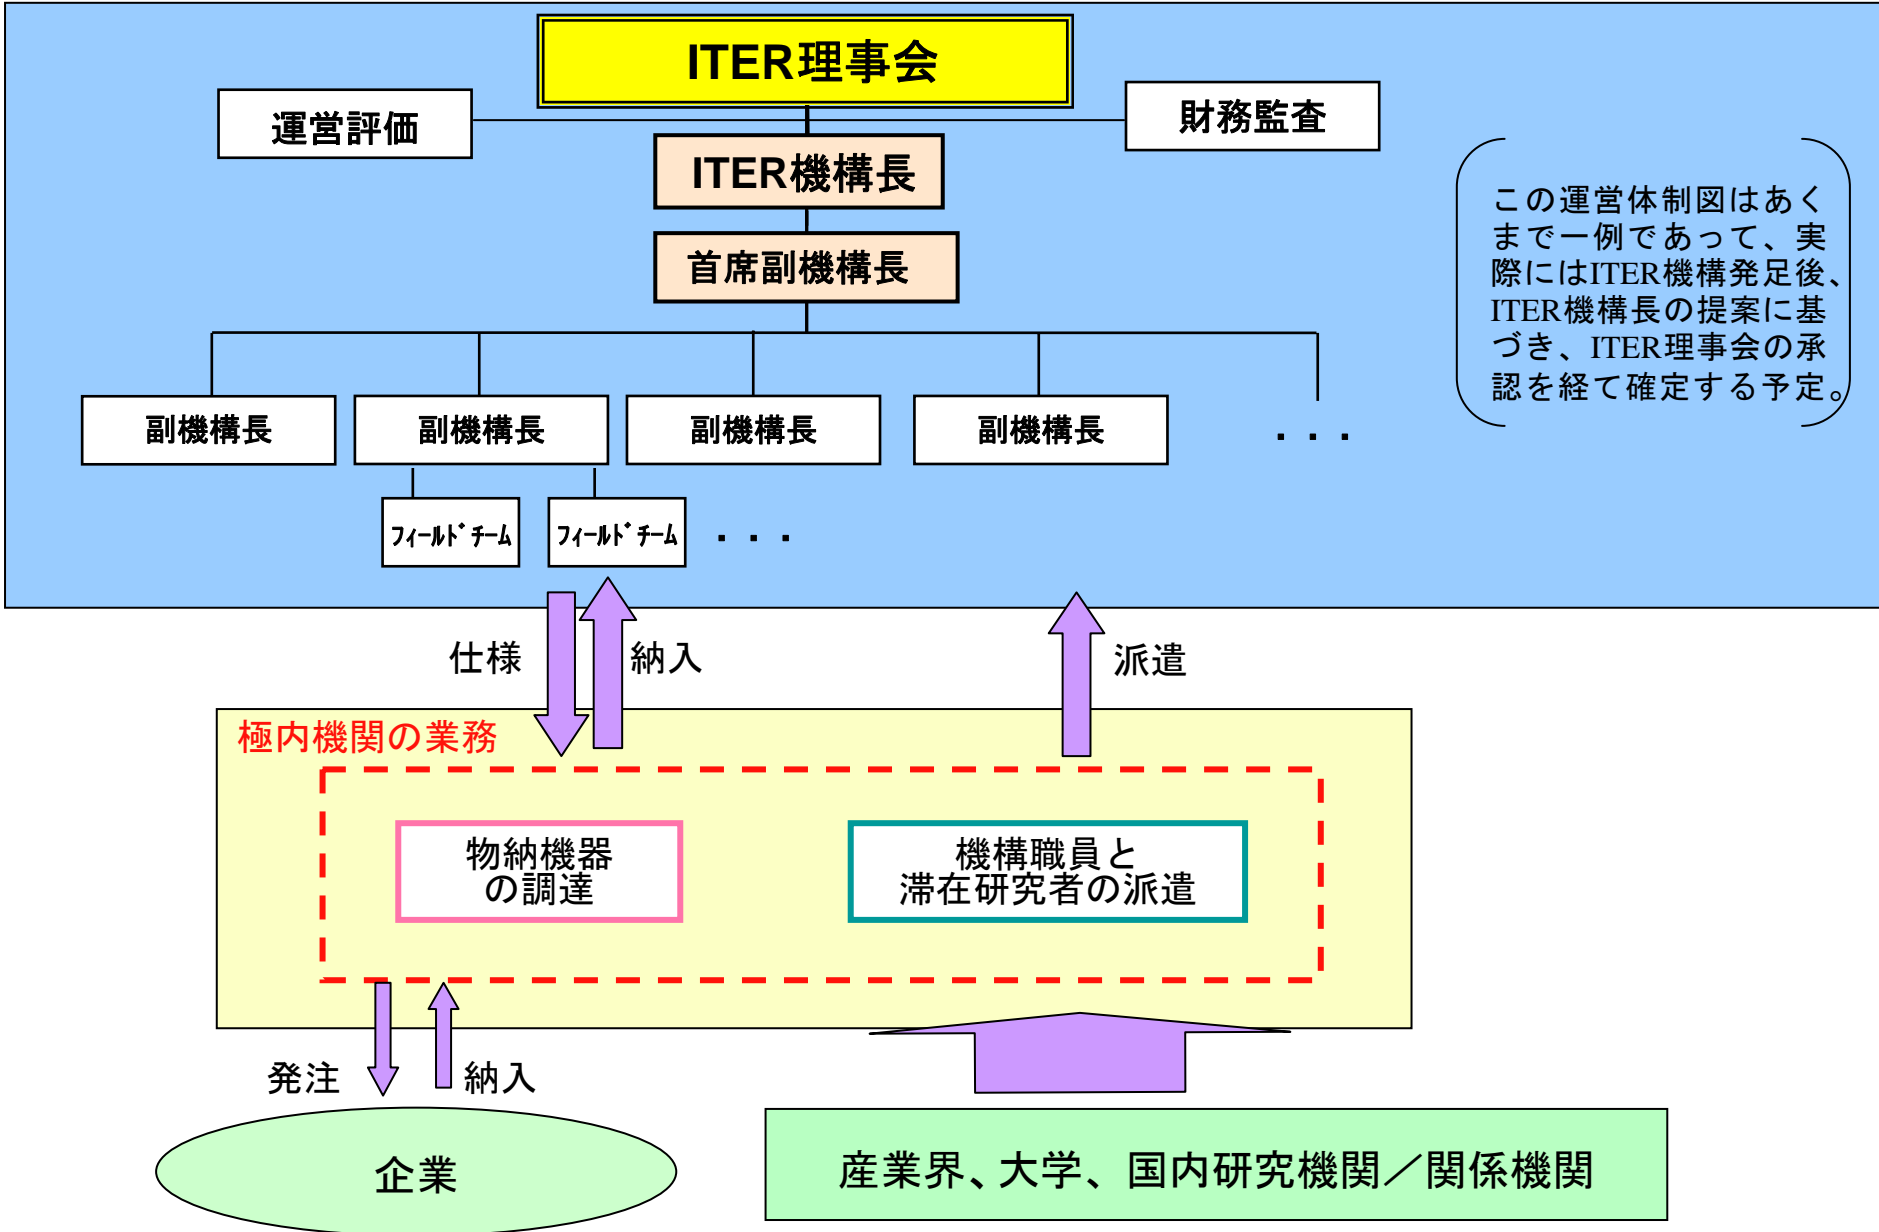 ITER理事会
運営評価
財務監査
ITER機構長
首席副機構長
この運営体制図はあく
まで一例であって、実
際にはITER機構発足後、
ITER機構長の提案に基
づき、ITER理事会の承
認を経て確定する予定。
副機構長
副機構長
副機構長
副機構長
・・・
ﾌｨｰﾙﾄﾞﾁｰﾑ
ﾌｨｰﾙﾄﾞﾁｰﾑ
・・・
仕様
納入
派遣
極内機関の業務
物納機器
の調達
機構職員と
滞在研究者の派遣
発注
納入
企業
産業界、大学、国内研究機関／関係機関